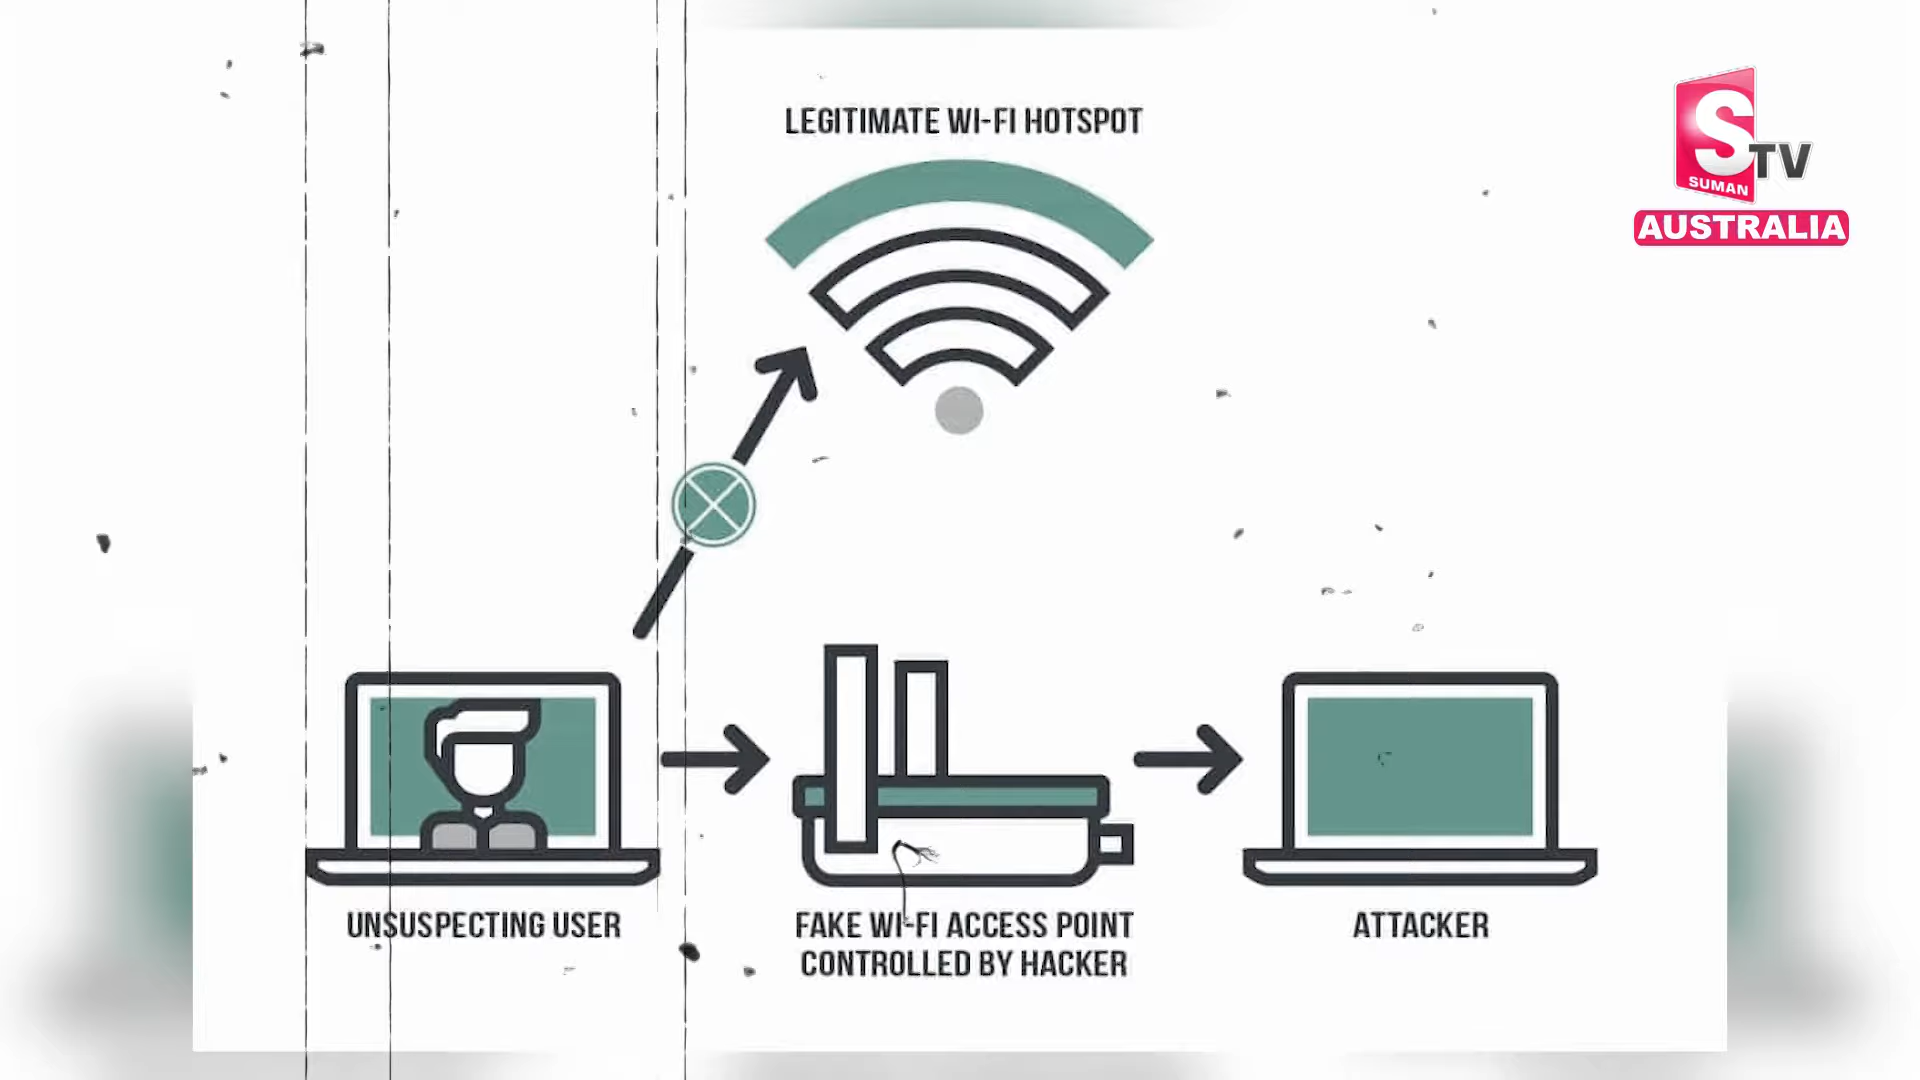 LEGITIMATE WI-FI HOTSPOT
S
TV
SUMAN
AUSTRALIA
UNSUSPECTING USER
FAKE WI-FI ACCESS POINT
CONTROLLED BY HACKER
ATTACKER